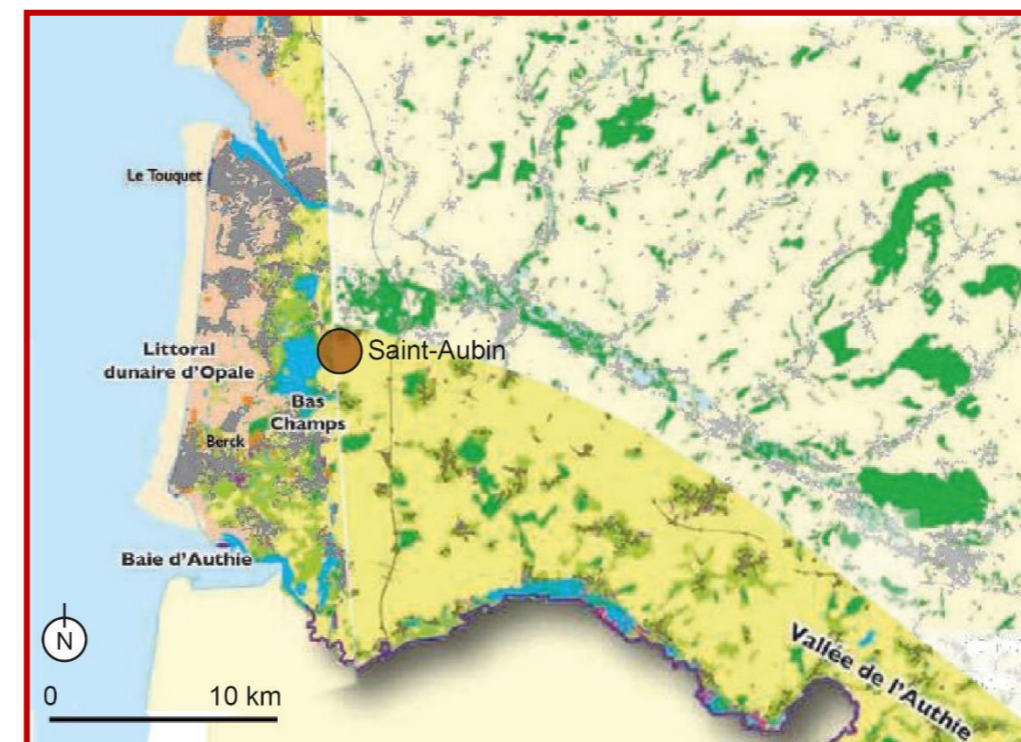 Le Touquet
Saint-Aubin
Littoral
dunaire d'Opale
Bas
Champs
Berck
Baie d'Authie
Vallée de l'Authie
N
0 10 km